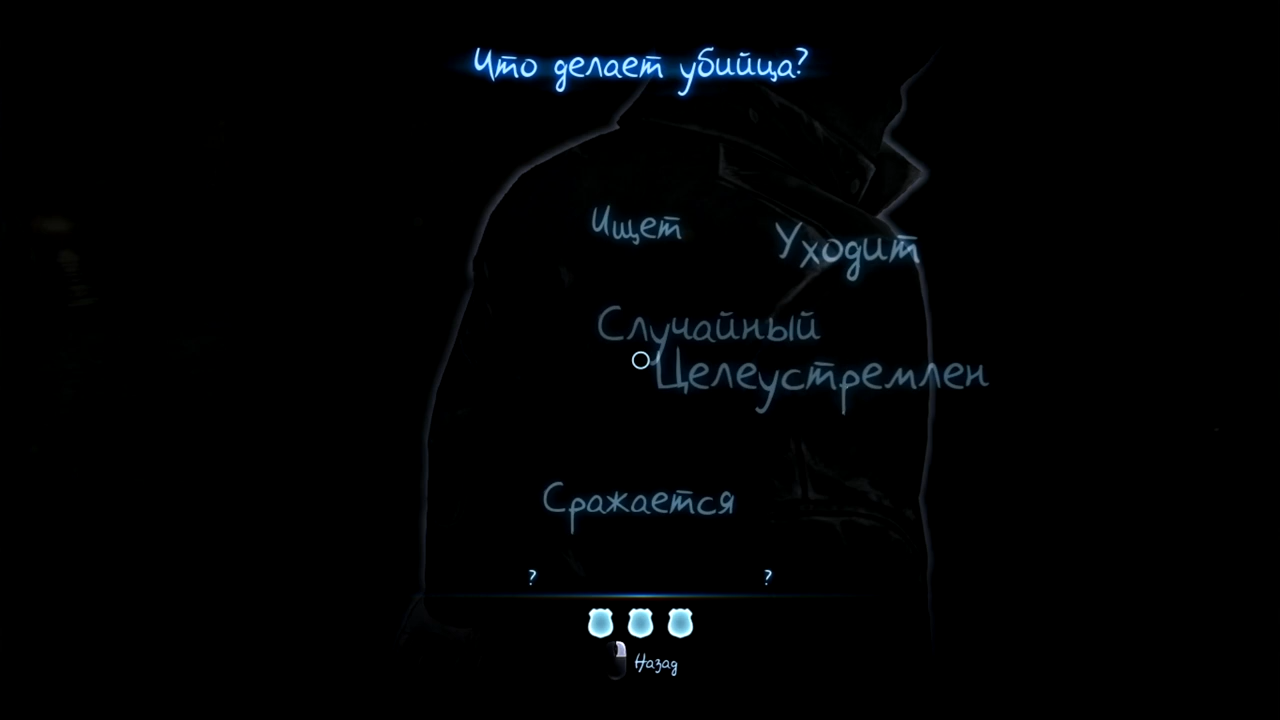 Что делает убийца?
Ищет
Уходит
Случайный
Целеустремлен
Сражается
? ?
Назад